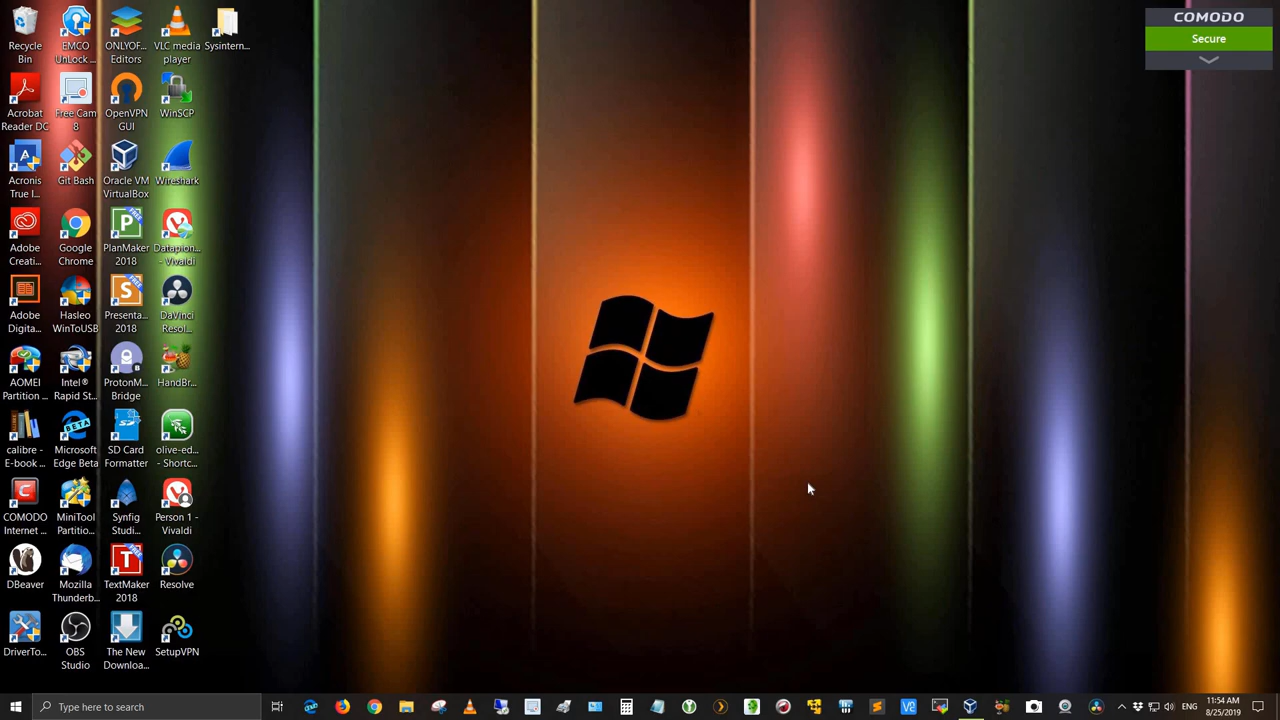 Recycle
Bin
EMCO
UnLock ...
ONLYOF...
Editors
VLC media
player
Sysintern...
Acrobat
Reader DC
Free Cam
8
OpenVPN
GUI
WinSCP
Acronis
True I...
Git Bash
Oracle VM
VirtualBox
Wireshark
Adobe
Creati...
Google
Chrome
PlanMaker
2018
Datapion...
- Vivaldi
Adobe
Digita...
Hasleo
WinToUSB
Presenta...
2018
DaVinci
Resol...
AOMEI
Partition ...
Intel®
Rapid St...
ProtonM...
Bridge
HandBr...
calibre -
E-book ...
Microsoft
Edge Beta
SD Card
Formatter
olive-ed...
- Shortc...
COMODO
Internet ...
MiniTool
Partitio...
Synfig
Studi...
Person 1 -
Vivaldi
DBeaver
Mozilla
Thunderb...
TextMaker
2018
Resolve
DriverTo...
OBS
Studio
The New
Downloa...
SetupVPN
COMODO
Secure
Type here to search
ENG
11:54 AM
8/25/2019